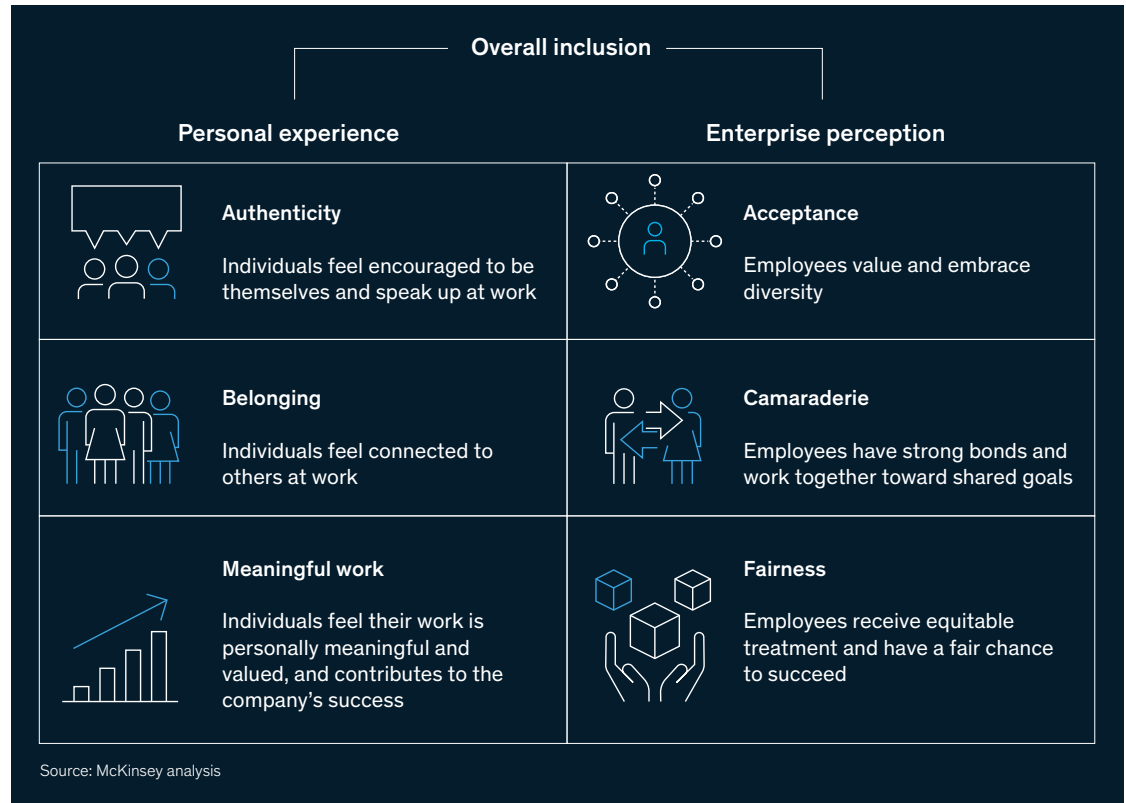 Overall inclusion
Personal experience
Enterprise perception
Authenticity
Individuals feel encouraged to be
themselves and speak up at work
Acceptance
Employees value and embrace
diversity
Belonging
Individuals feel connected to
others at work
Camaraderie
Employees have strong bonds and
work together toward shared goals
Meaningful work
Individuals feel their work is
personally meaningful and
valued, and contributes to the
company’s success
Fairness
Employees receive equitable
treatment and have a fair chance
to succeed
Source: McKinsey analysis